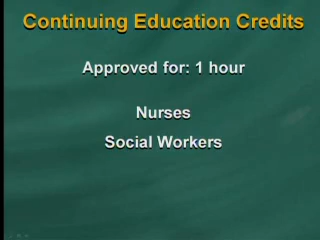 Continuing Education Credits
Approved for: 1 hour
Nurses
Social Workers